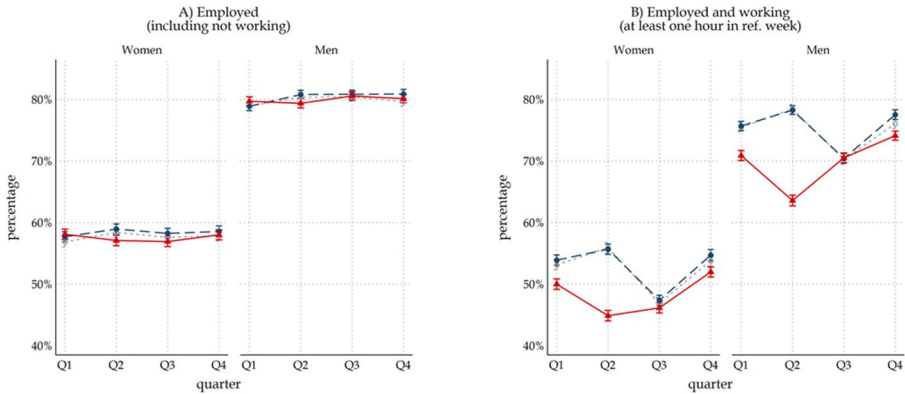 A) Employed
(including not working)
Women
Men
percentage
80%
70%
60%
50%
40%
Q1 Q2 Q3 Q4
Q1 Q2 Q3 Q4
quarter
B) Employed and working
(at least one hour in ref. week)
Women
Men
percentage
80%
70%
60%
50%
40%
Q1 Q2 Q3 Q4
Q1 Q2 Q3 Q4
quarter